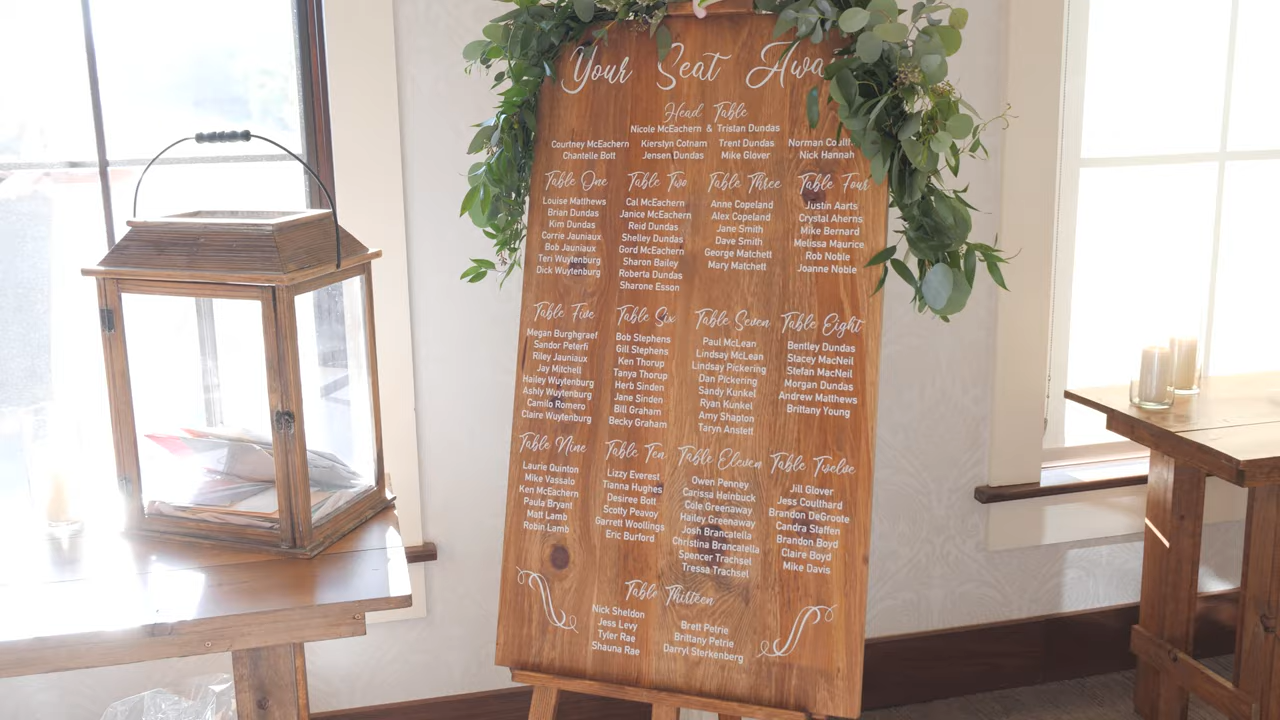 Your Seat Awa
Head Table
Nicole McEachern & Tristan Dundas
Courtney McEachern Kierstyn Cotnam Trent Dundas Norman
Chantelle Bott Jensen Dundas Mike Glover Nick Hannah
Table One
Louise Matthews
Brian Dundas
Kim Dundas
Corrie Jauniaux
Bob Jauniaux
Teri Wuytenburg
Dick Wuytenburg
Table Two
Cal McEachern
Janice McEachern
Reid Dundas
Shelley Dundas
Gord McEachern
Sharon Bailey
Roberta Dundas
Sharone Esson
Table Three
Anne Copeland
Alex Copeland
Jane Smith
Dave Smith
George Matchett
Mary Matchett
Table Four
Justin Aarts
Crystal Aherns
Mike Bernard
Melissa Maurice
Rob Noble
Joanne Noble
Table Five
Megan Burghgraef
Sandor Peterfi
Riley Jauniaux
Jay Mitchell
Hailey Wuytenburg
Ashly Wuytenburg
Camilo Romero
Claire Wuytenburg
Table Six
Bob Stephens
Gill Stephens
Ken Thorup
Tanya Thorup
Herb Sinden
Jane Sinden
Bill Graham
Becky Graham
Table Seven
Paul McLean
Lindsay McLean
Lindsay Pickering
Dan Pickering
Sandy Kunkel
Ryan Kunkel
Amy Shapton
Taryn Anstett
Table Eight
Bentley Dundas
Stacey MacNeil
Stefan MacNeil
Morgan Dundas
Andrew Matthews
Brittany Young
Table Nine
Laurie Quinton
Mike Vassalo
Ken McEachern
Paula Bryant
Matt Lamb
Robin Lamb
Table Ten
Lizzy Everest
Tianna Hughes
Desiree Bott
Scotty Peavoy
Garrett Woollings
Eric Burford
Table Eleven
Owen Penney
Carissa Heinbuck
Cole Greenaway
Hailey Greenaway
Josh Brancatella
Christina Brancatella
Spencer Trachsel
Tressa Trachsel
Table Twelve
Jill Glover
Jess Coulthard
Brandon DeGroote
Candra Staffen
Brandon Boyd
Claire Boyd
Mike Davis
Table Thirteen
Nick Sheldon
Jess Levy
Tyler Rae
Shauna Rae
Brett Petrie
Brittany Petrie
Darryl Sterkenberg